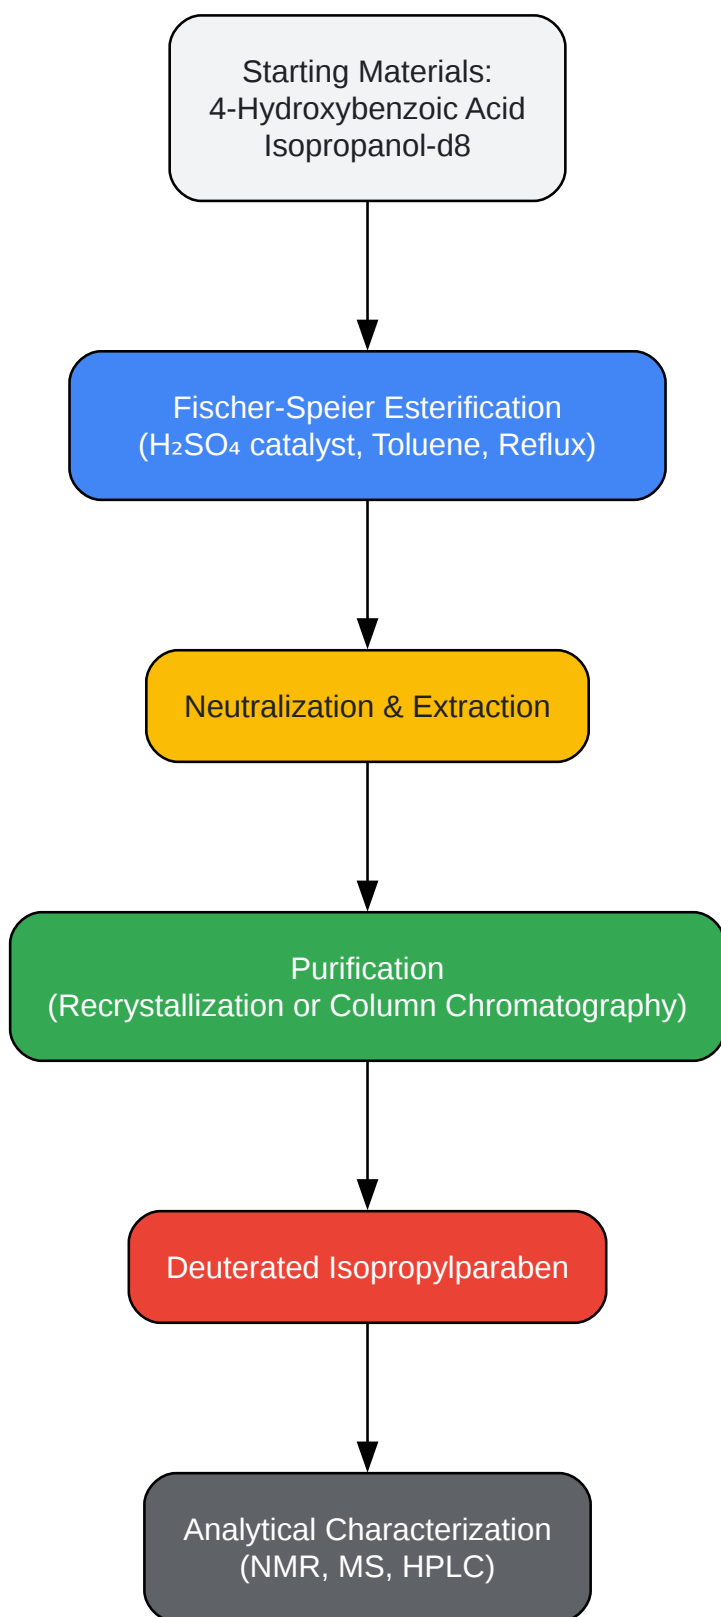 Starting Materials:
4-Hydroxybenzoic Acid
Isopropanol-d8
Fischer-Speier Esterification
(H₂SO₄ catalyst, Toluene, Reflux)
Neutralization & Extraction
Purification
(Recrystallization or Column Chromatography)
Deuterated Isopropylparaben
Analytical Characterization
(NMR, MS, HPLC)